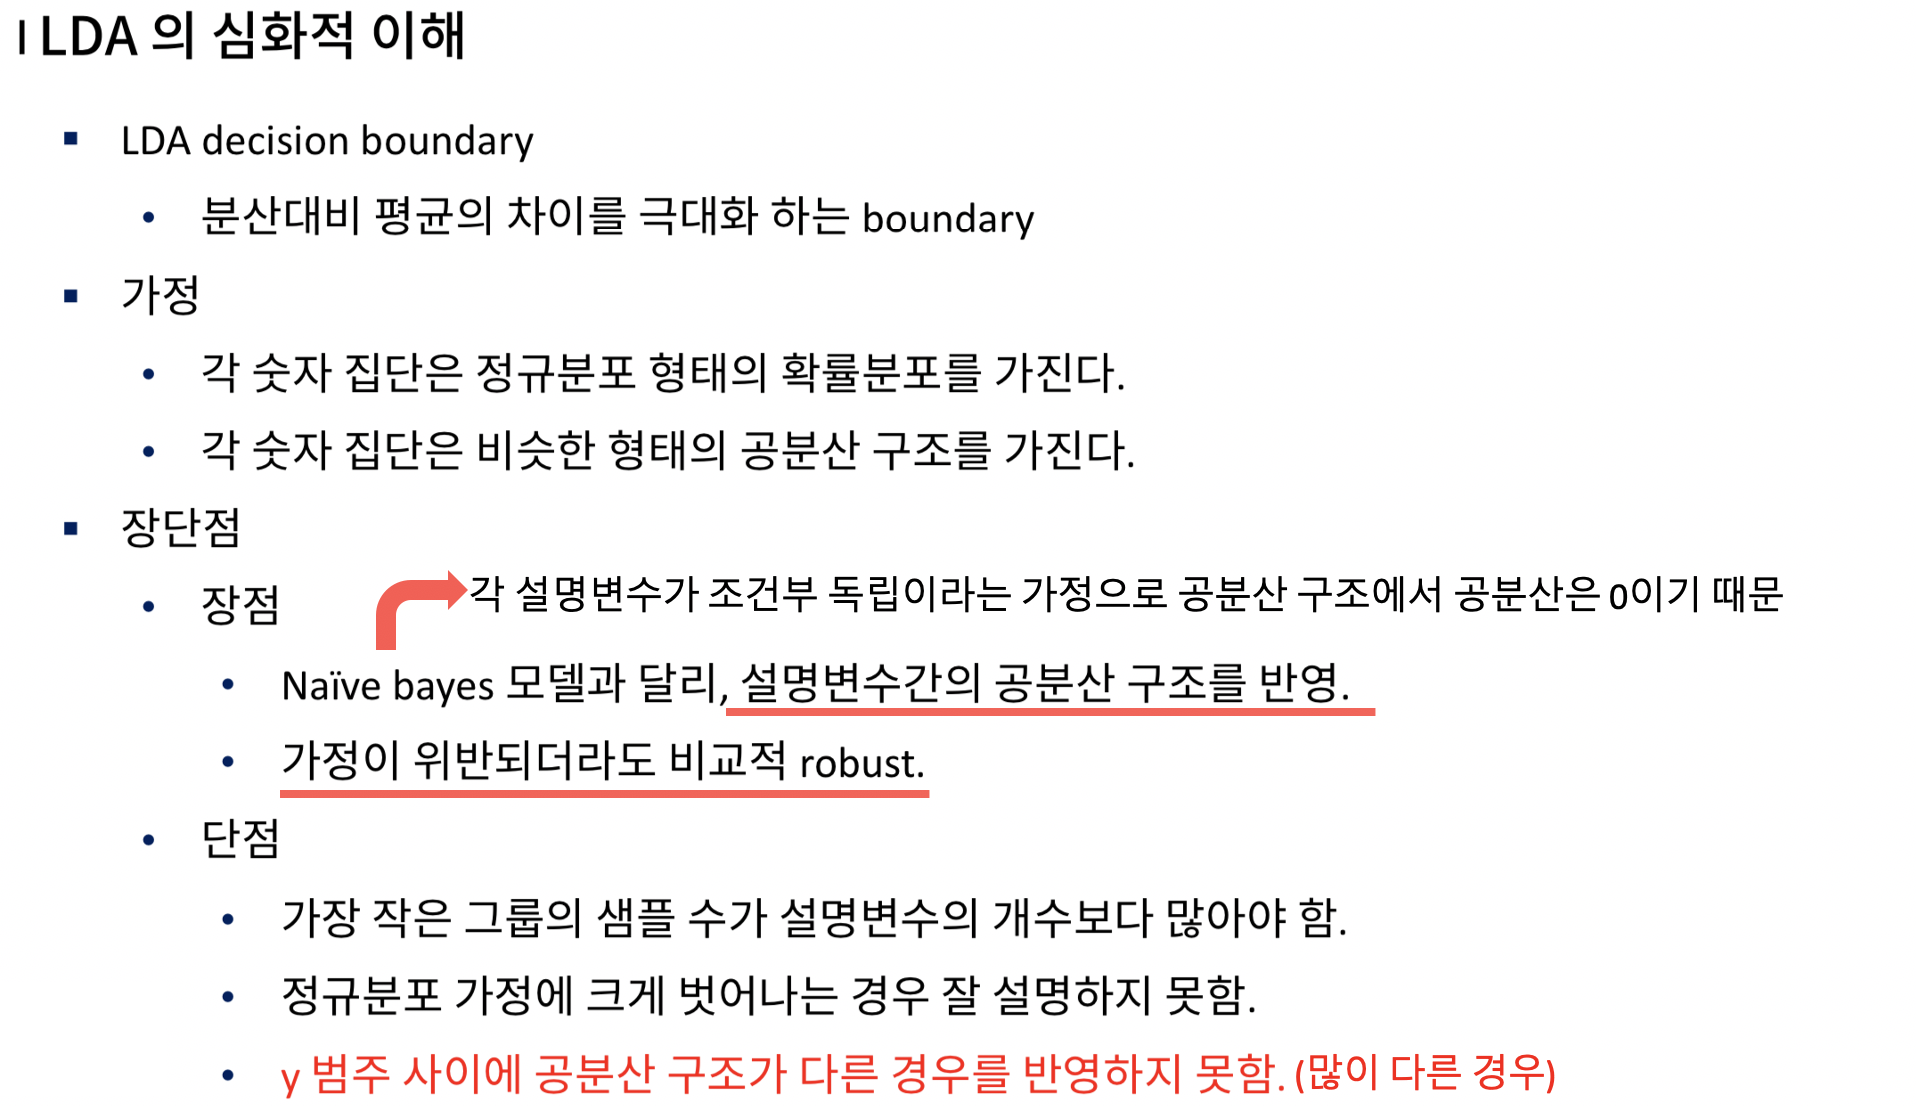 | LDA 의 심화적 이해
▪ LDA decision boundary
• 분산대비 평균의 차이를 극대화 하는 boundary
▪ 가정
• 각 숫자 집단은 정규분포 형태의 확률분포를 가진다.
• 각 숫자 집단은 비슷한 형태의 공분산 구조를 가진다.
▪ 장단점
• 장점
각 설명변수가 조건부 독립이라는 가정으로 공분산 구조에서 공분산은 0이기 때문
• Naïve bayes 모델과 달리, 설명변수간의 공분산 구조를 반영.
• 가정이 위반되더라도 비교적 robust.
• 단점
• 가장 작은 그룹의 샘플 수가 설명변수의 개수보다 많아야 함.
• 정규분포 가정에 크게 벗어나는 경우 잘 설명하지 못함.
• y 범주 사이에 공분산 구조가 다른 경우를 반영하지 못함. (많이 다른 경우)